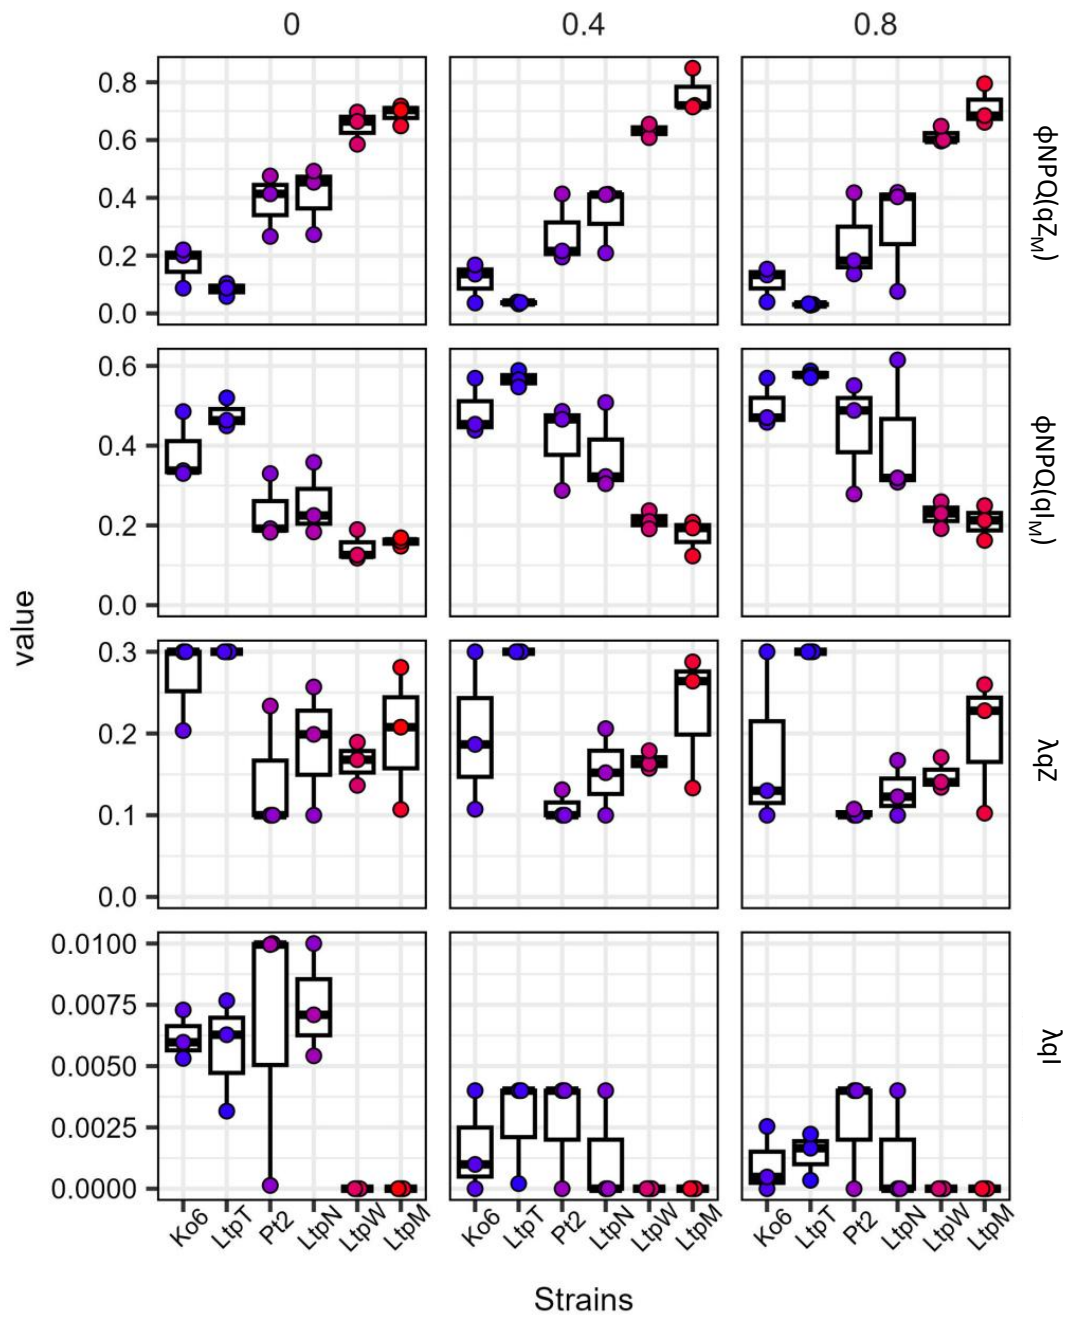 0 0.4 0.8
0.8
0.6
0.4
0.2
0.0
ϕNPQ(qZM)
0.6
0.4
0.2
0.0
ϕNPQ(qIM)
value
0.3
0.2
0.1
0.0
λqZ
0.0100
0.0075
0.0050
0.0025
0.0000
λqI
Ko6 LtpT Pt2 LtpN LtpW LtpM Ko6 LtpT Pt2 LtpN LtpW LtpM Ko6 LtpT Pt2 LtpN LtpW LtpM
Strains